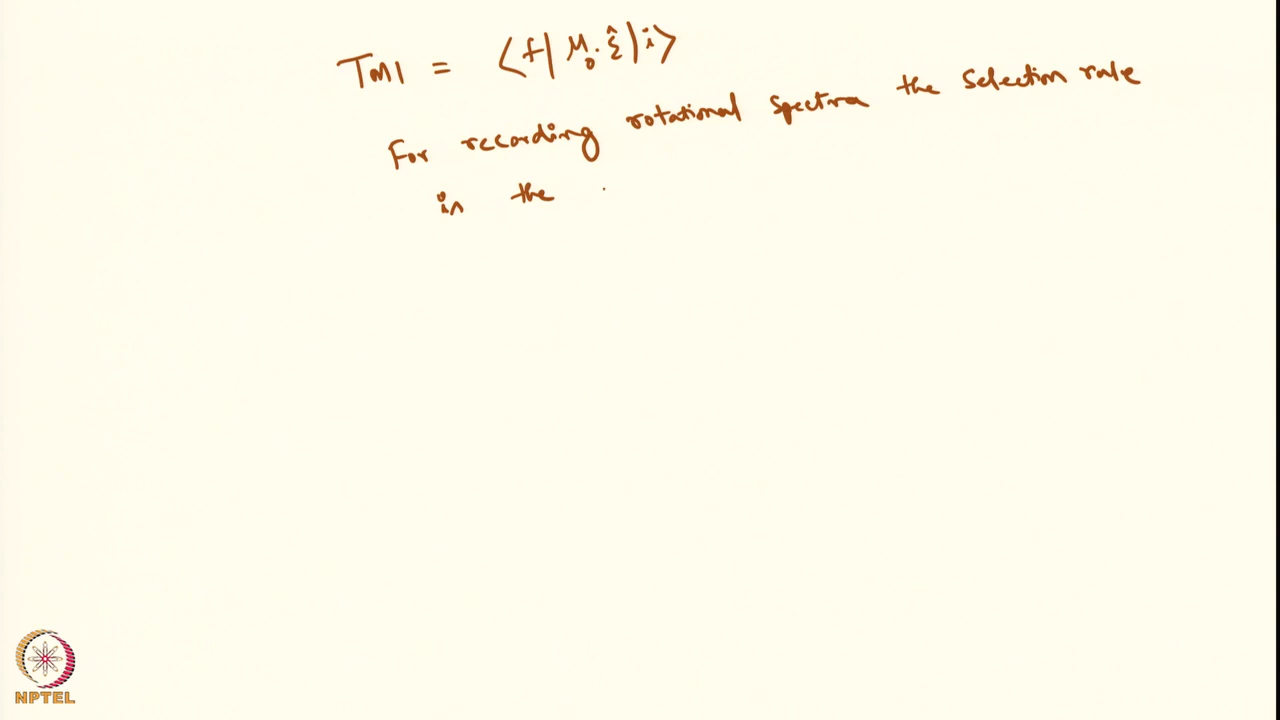 TMI = ⟨f| μ₀·ε̂ |i⟩
For recording rotational spectra the selection rule
in the
NPTEL